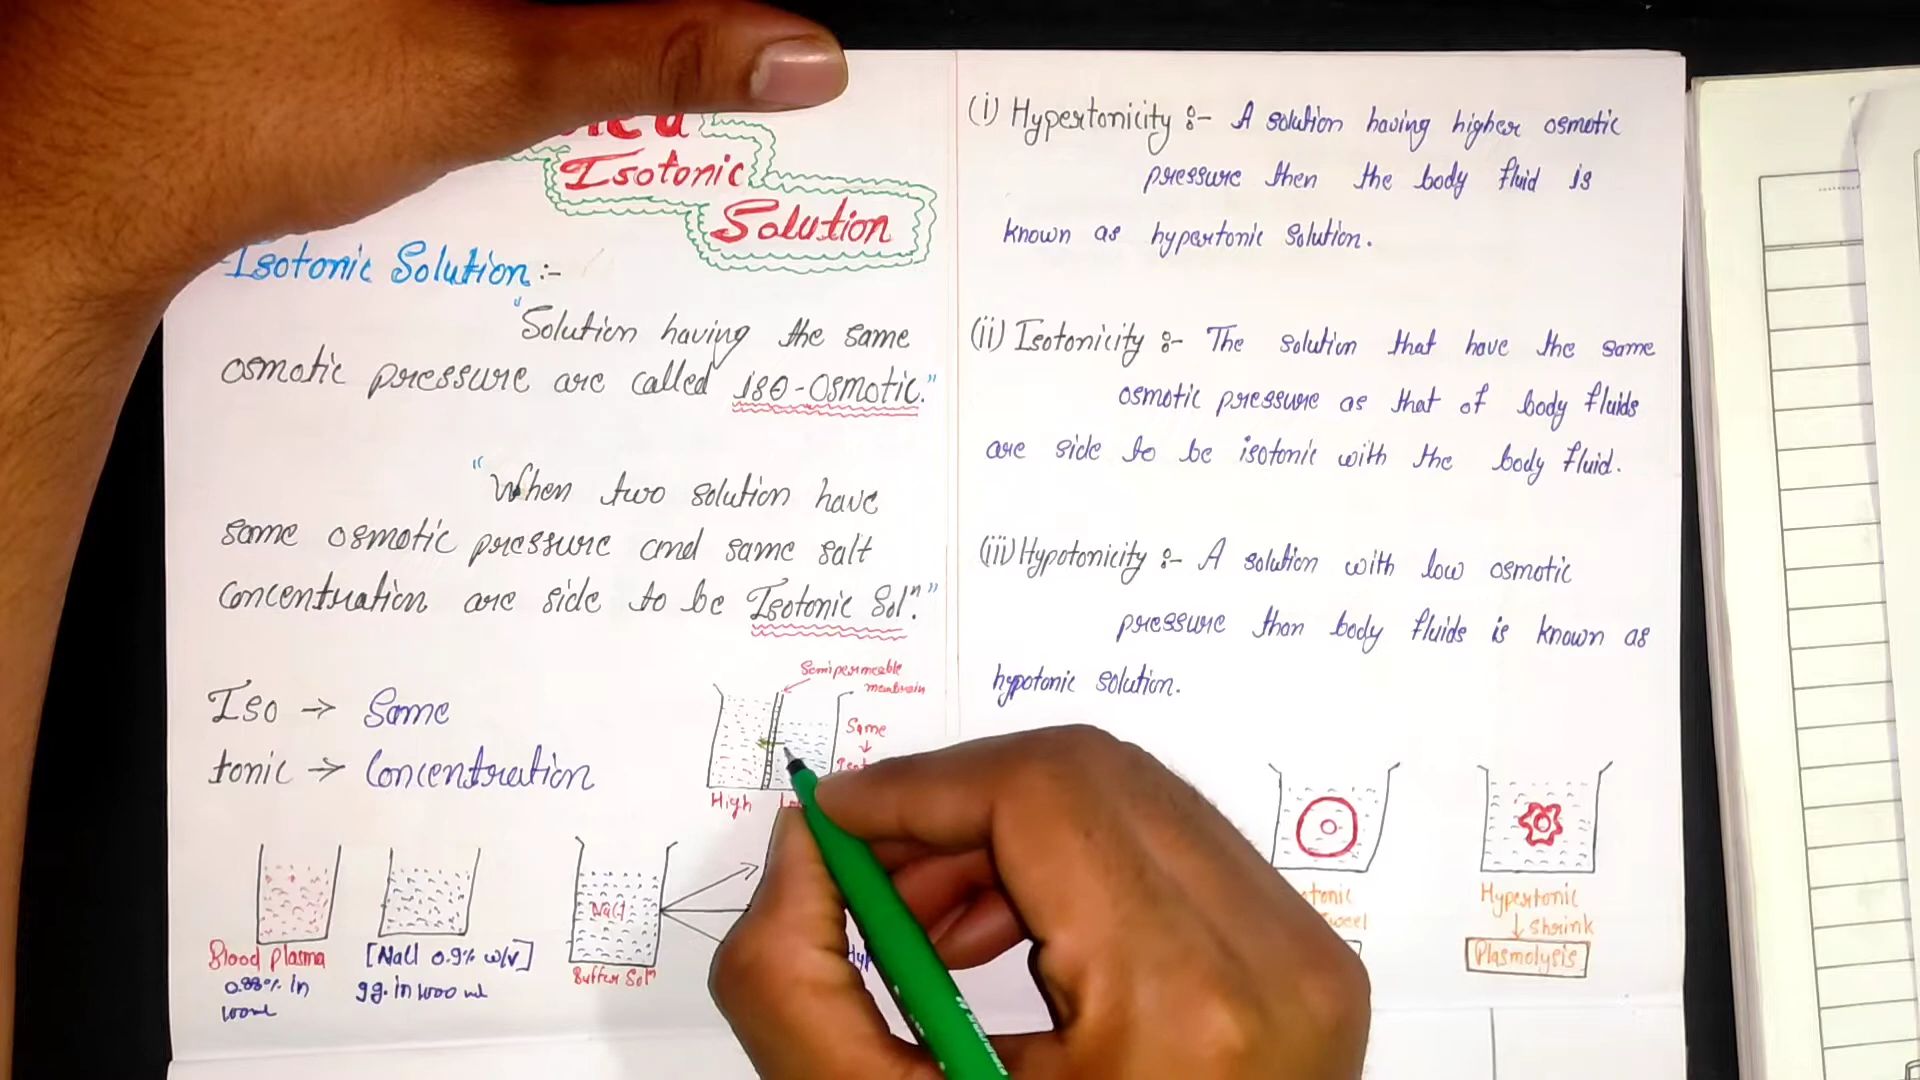 Isotonic
Solution
Isotonic Solution :-
"Solution having the same
osmotic pressure are called iso-osmotic."
"When two solution have
same osmotic pressure and same salt
concentration are side to be Isotonic Solⁿ."
Semipermeable
membrain
Iso → Same
tonic → Concentration
Same
↓
High
NaCl
Blood plasma
0.88% in
100ml
[NaCl 0.9% w/v]
9g. in 1000 ml
Buffer Solⁿ
(i) Hypertonicity :- A solution having higher osmotic
pressure then the body fluid is
known as hypertonic solution.
(ii) Isotonicity :- The solution that have the same
osmotic pressure as that of body fluids
are side to be isotonic with the body fluid.
(iii) Hypotonicity :- A solution with low osmotic
pressure than body fluids is known as
hypotonic solution.
Hypertonic
↓ Shrink
Plasmolysis